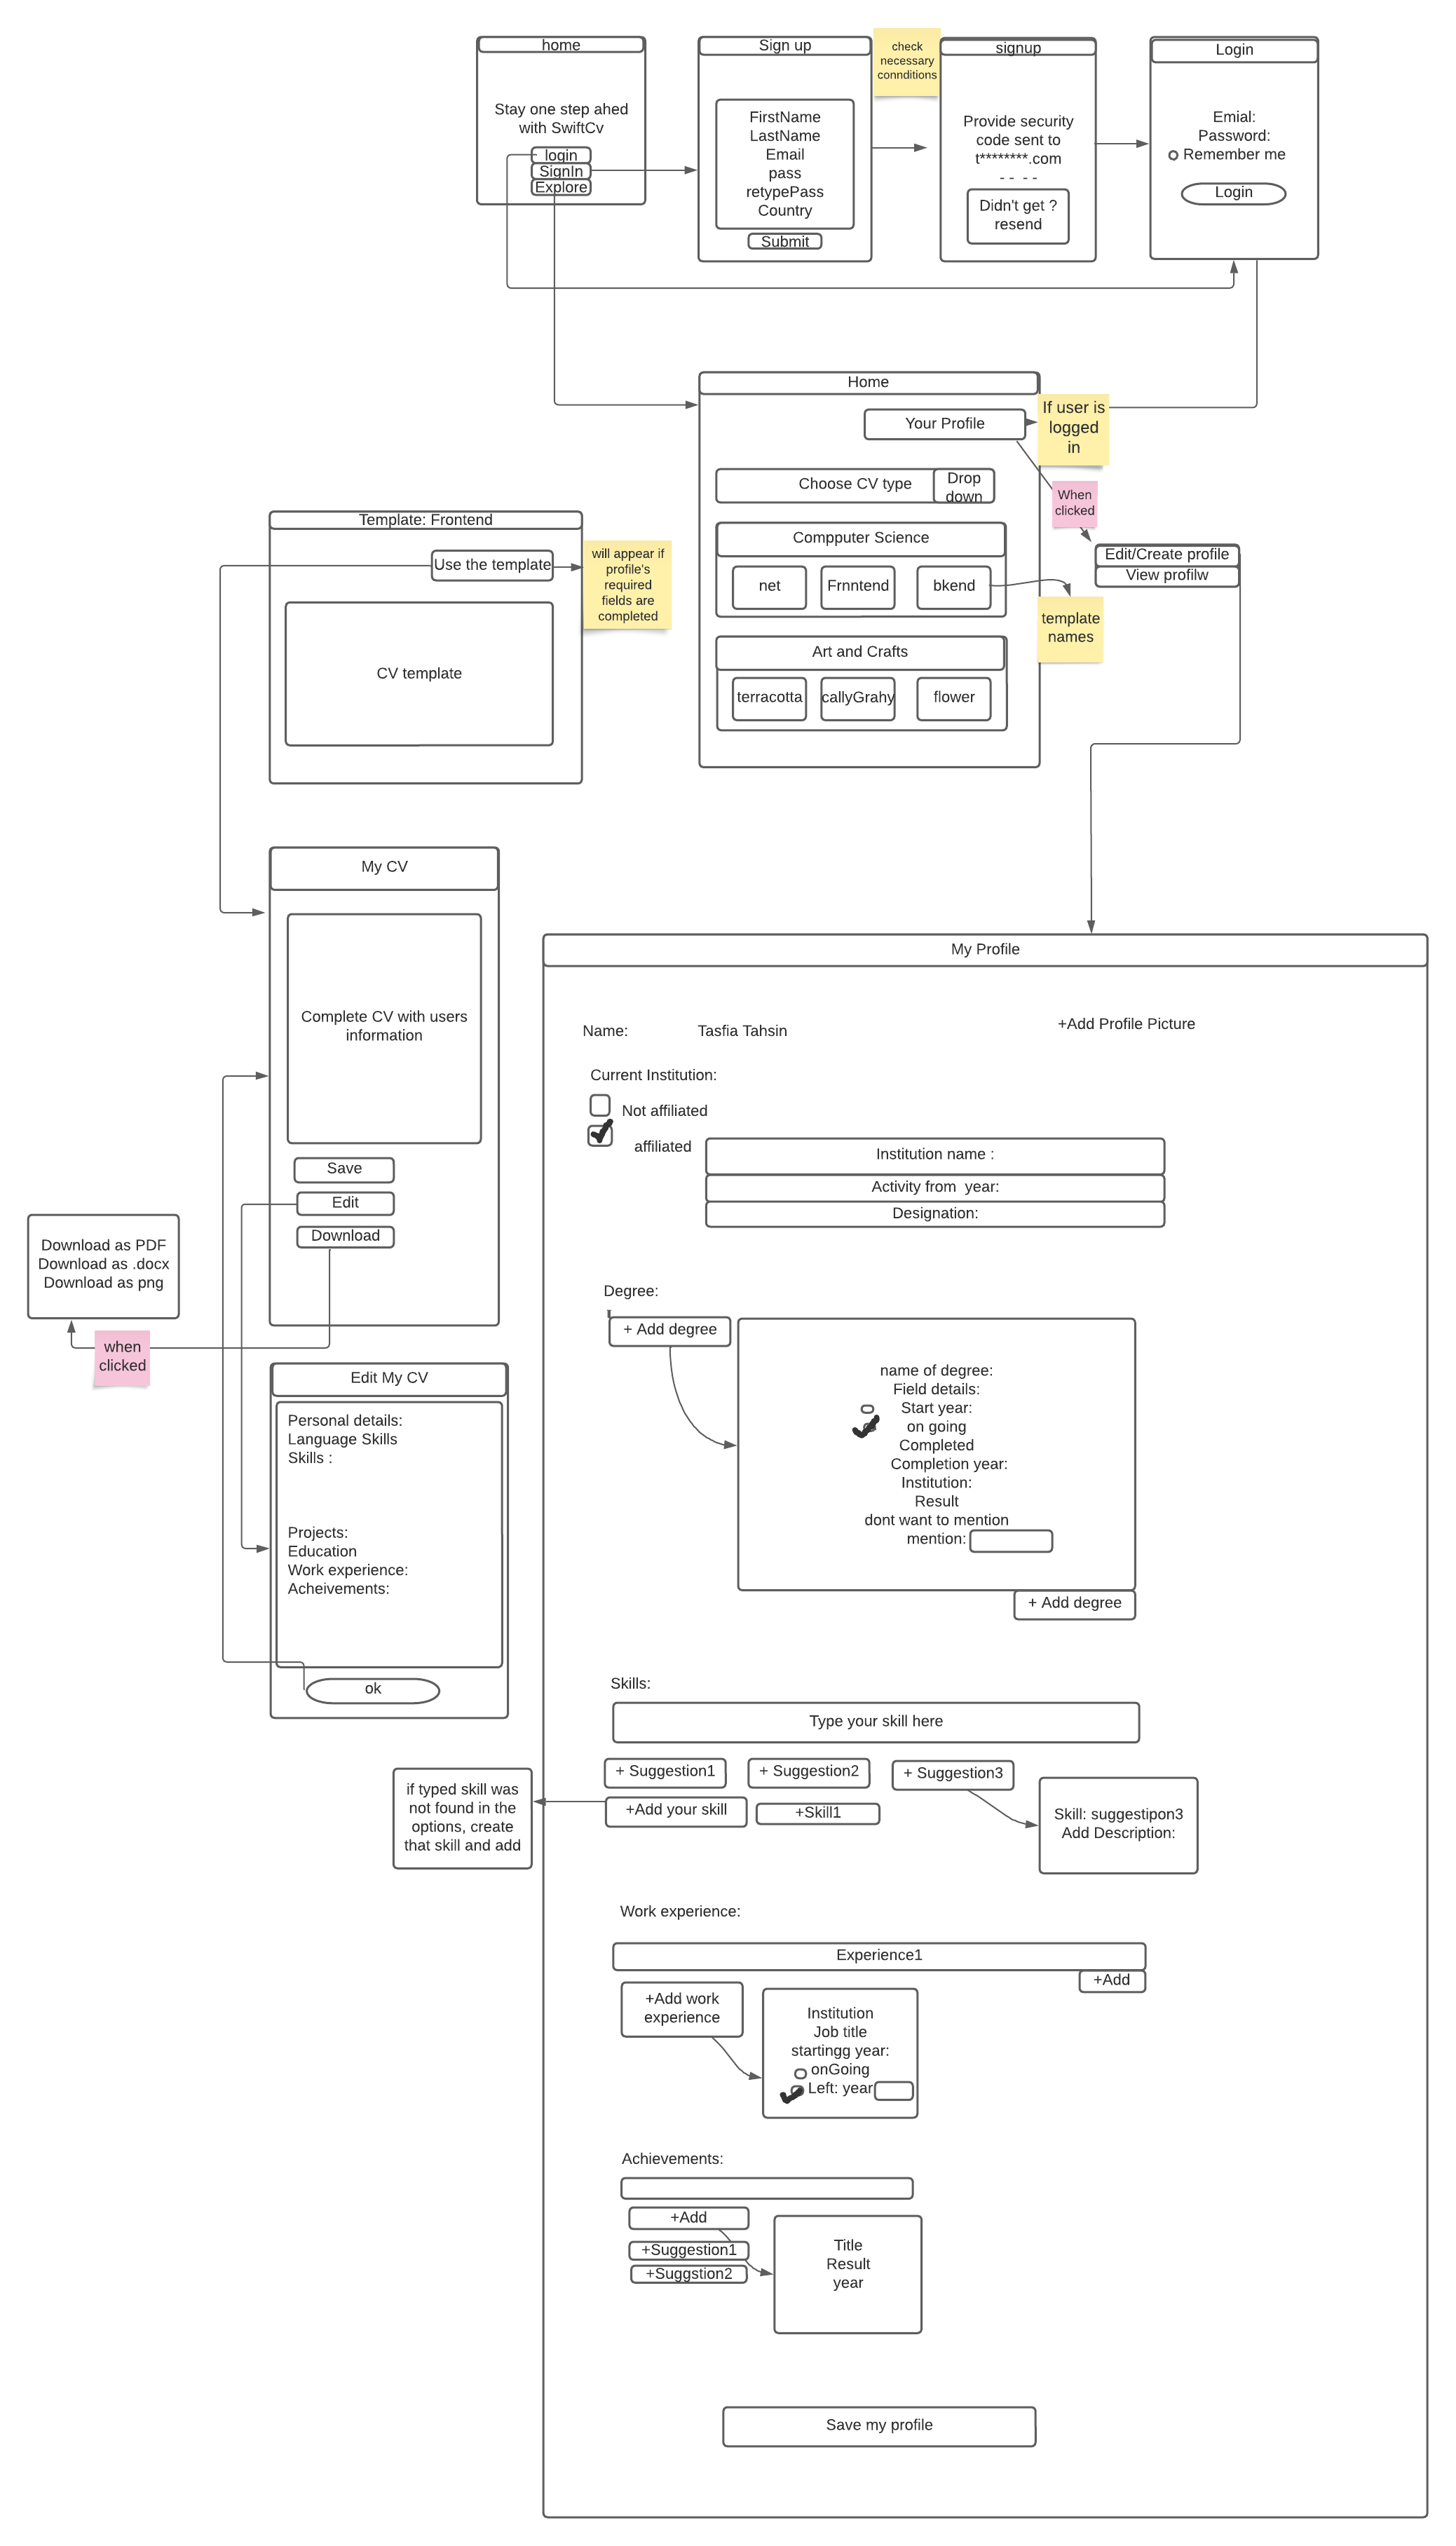 home
Stay one step ahed
with SwiftCv
login
SignIn
Explore
Sign up
FirstName
LastName
Email
pass
retypePass
Country
Submit
check
necessary
connditions
signup
Provide security
code sent to
t********.com
- - - -
Didn't get ?
resend
Login
Emial:
Password:
Remember me
Login
Home
Your Profile
If user is
logged
in
Choose CV type
Drop
down
When
clicked
Compputer Science
net
Frnntend
bkend
Edit/Create profile
View profilw
template
names
Art and Crafts
terracotta
callyGrahy
flower
Template: Frontend
Use the template
will appear if
profile's
required
fields are
completed
CV template
My CV
Complete CV with users
information
Save
Edit
Download
Download as PDF
Download as .docx
Download as png
when
clicked
Edit My CV
Personal details:
Language Skills
Skills :
Projects:
Education
Work experience:
Acheivements:
ok
My Profile
Name:
Tasfia Tahsin
+Add Profile Picture
Current Institution:
Not affiliated
affiliated
Institution name :
Activity from  year:
Designation:
Degree:
+ Add degree
name of degree:
Field details:
Start year:
on going
Completed
Completion year:
Institution:
Result
dont want to mention
mention:
+ Add degree
Skills:
Type your skill here
+ Suggestion1
+ Suggestion2
+ Suggestion3
+Add your skill
+Skill1
if typed skill was
not found in the
options, create
that skill and add
Skill: suggestipon3
Add Description:
Work experience:
Experience1
+Add
+Add work
experience
Institution
Job title
startingg year:
onGoing
Left: year
Achievements:
+Add
+Suggestion1
+Suggstion2
Title
Result
year
Save my profile